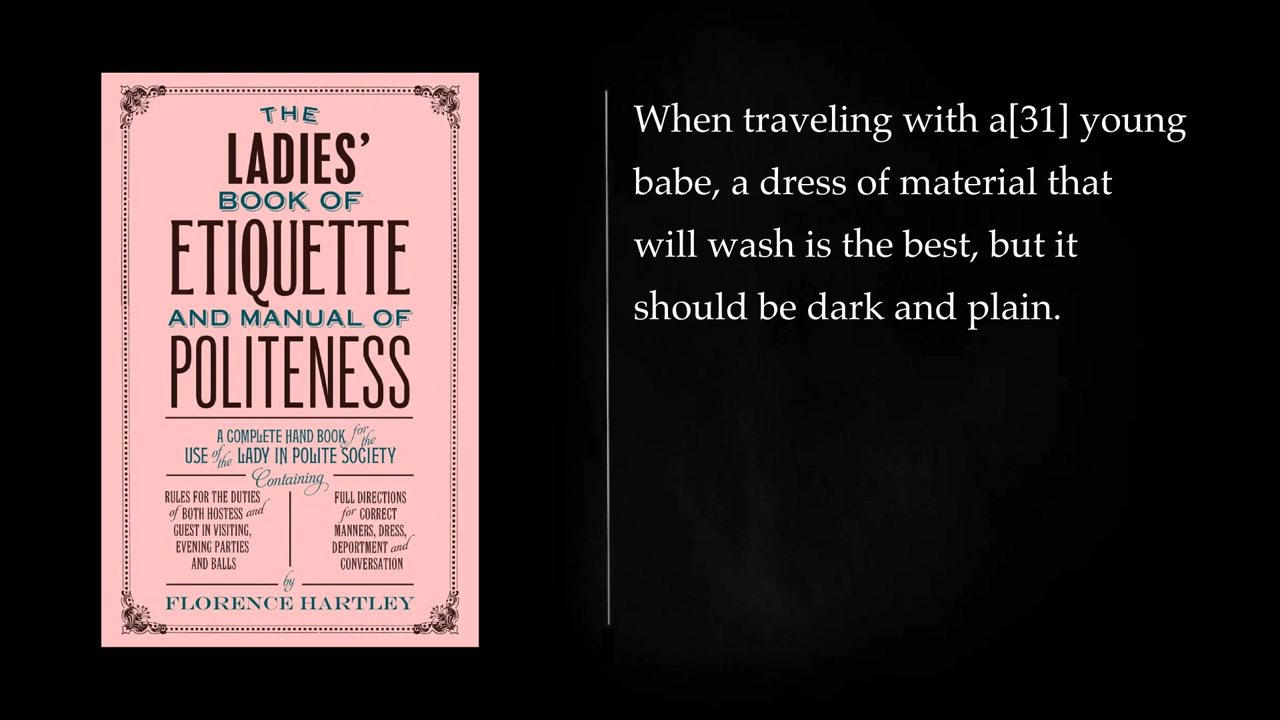 THE
LADIES'
BOOK OF
ETIQUETTE
AND MANUAL OF
POLITENESS
A COMPLETE HAND BOOK for the
USE of the LADY IN POLITE SOCIETY
Containing
RULES FOR THE DUTIES
of BOTH HOSTESS and
GUEST IN VISITING,
EVENING PARTIES
AND BALLS
FULL DIRECTIONS
for CORRECT
MANNERS, DRESS,
DEPORTMENT and
CONVERSATION
by
FLORENCE HARTLEY
When traveling with a[31] young
babe, a dress of material that
will wash is the best, but it
should be dark and plain.